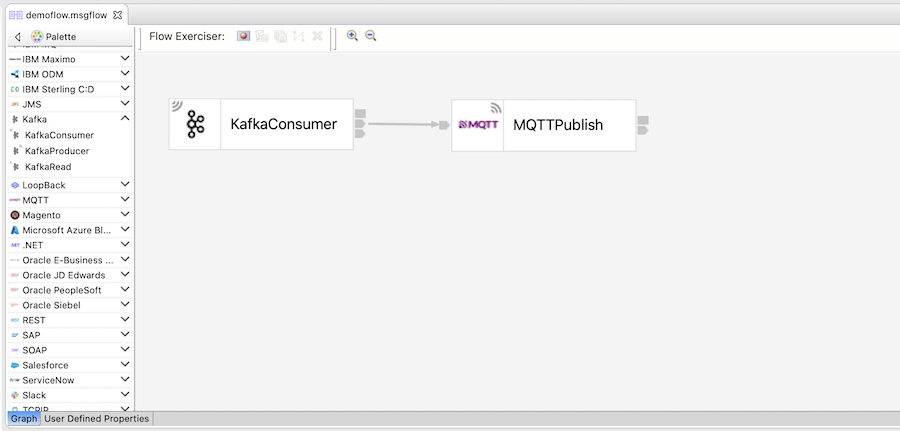 demoflow.msgflow
Palette
Flow Exerciser:
IBM MQ
IBM Maximo
IBM ODM
IBM Sterling C:D
JMS
Kafka
KafkaConsumer
KafkaProducer
KafkaRead
LoopBack
MQTT
Magento
Microsoft Azure Bl...
.NET
Oracle E-Business ...
Oracle JD Edwards
Oracle PeopleSoft
Oracle Siebel
REST
SAP
SOAP
Salesforce
ServiceNow
Slack
TCPIP
KafkaConsumer
MQTT
MQTTPublish
Graph
User Defined Properties